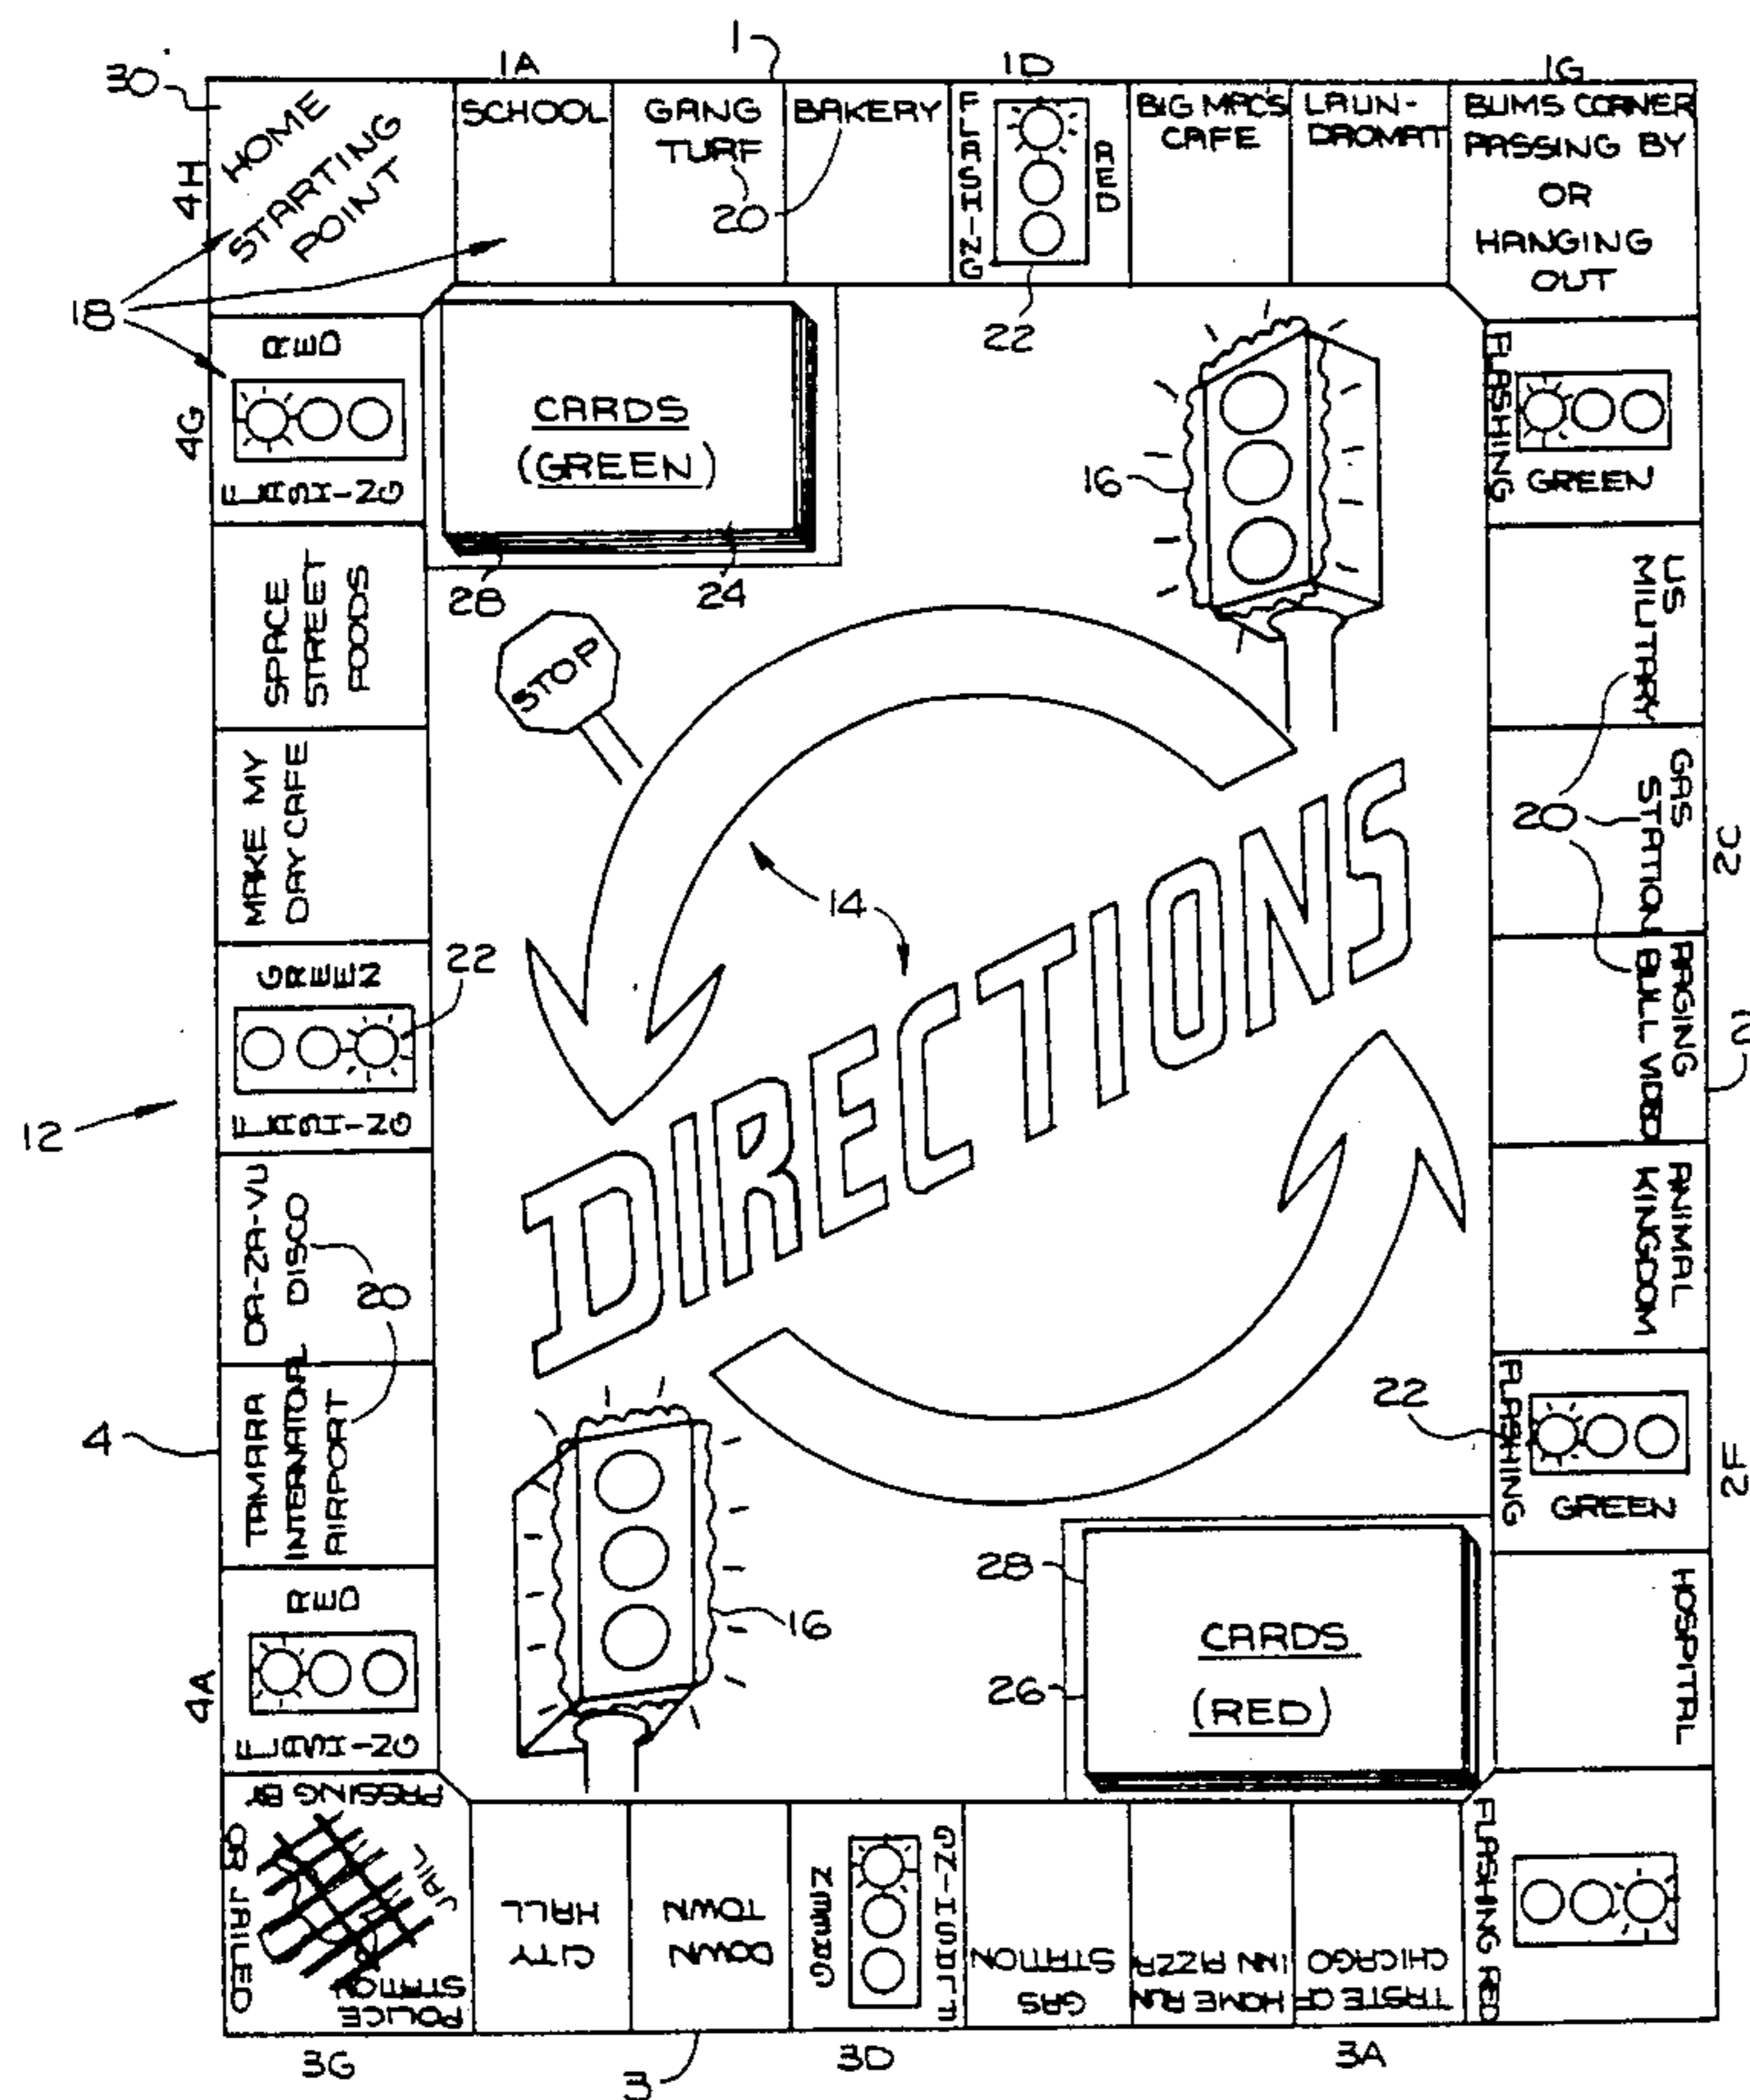 1
1A
1D
1G
30
HOME
STARTING
POINT
4H
18
SCHOOL
GANG
TURF
20
BAKERY
FLASHING
RED
22
BIG MAC'S
CAFE
LAUN-
DROMAT
BUMS CORNER
PASSING BY
OR
HANGING
OUT
RED
FLASHING
4G
CARDS
(GREEN)
28
24
16
FLASHING
GREEN
SPACE
STREET
FOODS
STOP
US
MILITARY
MAKE MY
DAY CAFE
GAS
STATION
20
2C
14
DIRECTIONS
GREEN
FLASHING
22
12
RAGING
BULL VIDEO
2
DA-ZA-VU
DISCO
20
ANIMAL
KINGDOM
4
TAMARA
INTERNATIONAL
AIRPORT
22
FLASHING
GREEN
2F
RED
FLASHING
4A
16
28
26
CARDS
(RED)
HOSPITAL
PASSING BY
OR JAILED
JAIL
POLICE
STATION
CITY
HALL
DOWN
TOWN
GREEN
FLASHING
GAS
STATION
HOME RUN
INN PIZZA
TASTE OF
CHICAGO
FLASHING RED
3G
3
3D
3A